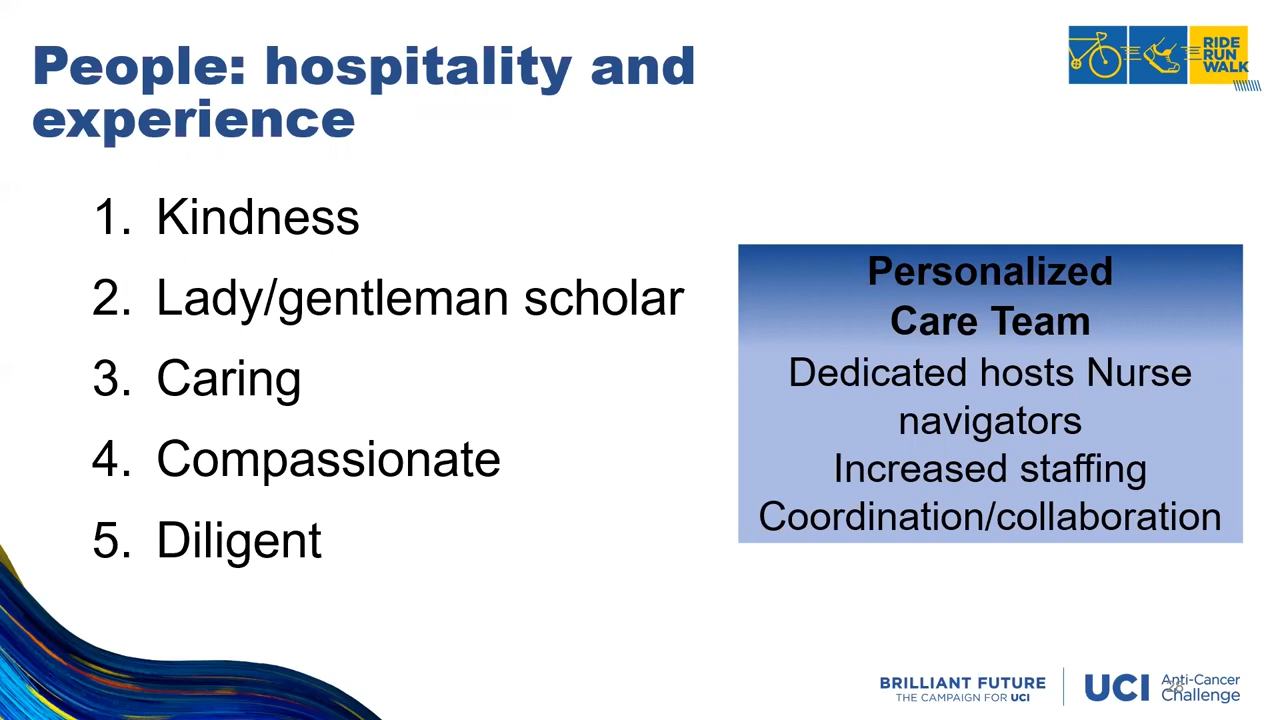 People: hospitality and
experience
RIDE
RUN
WALK
1. Kindness
2. Lady/gentleman scholar
3. Caring
4. Compassionate
5. Diligent
Personalized
Care Team
Dedicated hosts Nurse
navigators
Increased staffing
Coordination/collaboration
BRILLIANT FUTURE
THE CAMPAIGN FOR UCI
UCI Anti-Cancer
Challenge